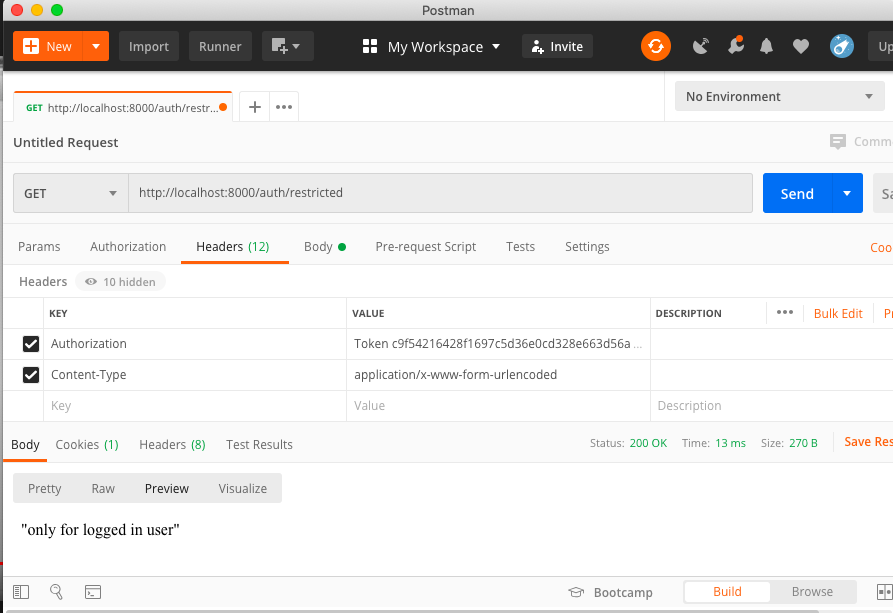 Postman
New
Import
Runner
My Workspace
Invite
Up
GET http://localhost:8000/auth/restr...
No Environment
Untitled Request
Comm
GET
http://localhost:8000/auth/restricted
Send
Sa
Params
Authorization
Headers (12)
Body
Pre-request Script
Tests
Settings
Coo
Headers
10 hidden
KEY
VALUE
DESCRIPTION
Bulk Edit
Pr
Authorization
Token c9f54216428f1697c5d36e0cd328e663d56a ...
Content-Type
application/x-www-form-urlencoded
Key
Value
Description
Body
Cookies (1)
Headers (8)
Test Results
Status: 200 OK
Time: 13 ms
Size: 270 B
Save Res
Pretty
Raw
Preview
Visualize
"only for logged in user"
Bootcamp
Build
Browse